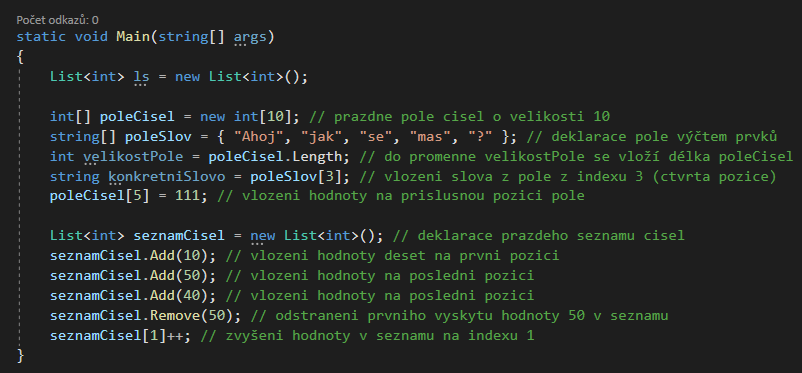 Počet odkazů: 0
static void Main(string[] args)
{
List<int> ls = new List<int>();
int[] poleCisel = new int[10]; // prazdne pole cisel o velikosti 10
string[] poleSlov = { "Ahoj", "jak", "se", "mas", "?" }; // deklarace pole výčtem prvků
int velikostPole = poleCisel.Length; // do promenne velikostPole se vloží délka poleCisel
string konkretniSlovo = poleSlov[3]; // vlozeni slova z pole z indexu 3 (ctvrta pozice)
poleCisel[5] = 111; // vlozeni hodnoty na prislusnou pozici pole
List<int> seznamCisel = new List<int>(); // deklarace prazdeho seznamu cisel
seznamCisel.Add(10); // vlozeni hodnoty deset na prvni pozici
seznamCisel.Add(50); // vlozeni hodnoty na posledni pozici
seznamCisel.Add(40); // vlozeni hodnoty na posledni pozici
seznamCisel.Remove(50); // odstraneni prvniho vyskytu hodnoty 50 v seznamu
seznamCisel[1]++; // zvyšeni hodnoty v seznamu na indexu 1
}